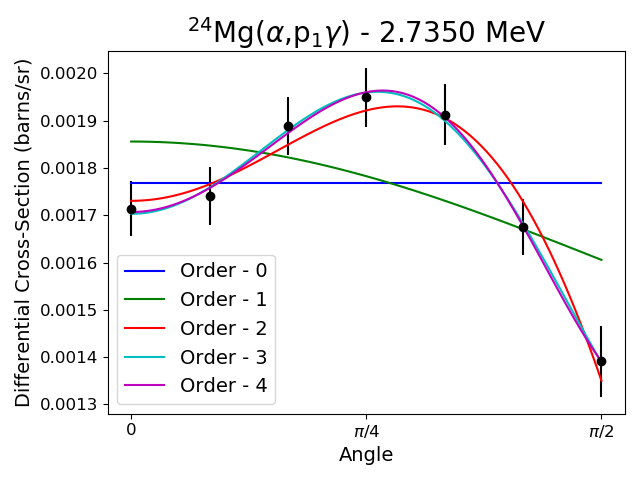 ²⁴Mg(α,p₁γ) - 2.7350 MeV
Differential Cross-Section (barns/sr)
0.0020
0.0019
0.0018
0.0017
0.0016
0.0015
0.0014
0.0013
Order - 0
Order - 1
Order - 2
Order - 3
Order - 4
0 π/4 π/2
Angle